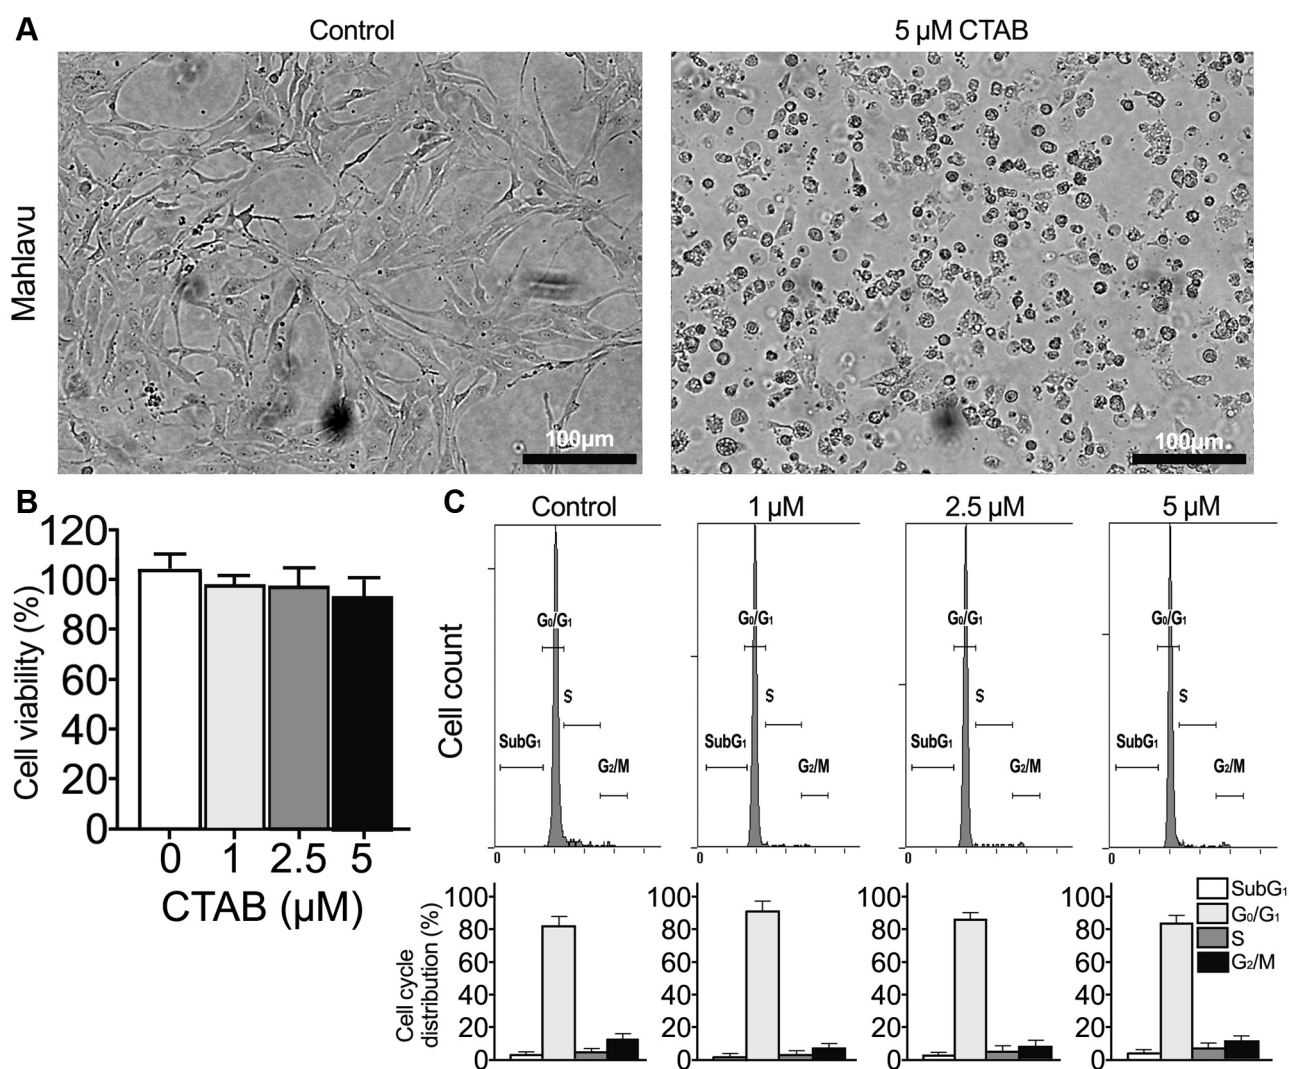 A
Control
5 µM CTAB
Mahlavu
100µm
100µm
B
Cell viability (%)
120
100
80
60
40
20
0
0 1 2.5 5
CTAB (µM)
C
Control 1 µM 2.5 µM 5 µM
Cell count
G₀/G₁
S
SubG₁
G₂/M
0
G₀/G₁
S
SubG₁
G₂/M
0
G₀/G₁
S
SubG₁
G₂/M
0
G₀/G₁
S
SubG₁
G₂/M
0
Cell cycle
distribution (%)
100
80
60
40
20
0
100
80
60
40
20
0
100
80
60
40
20
0
100
80
60
40
20
0
SubG₁
G₀/G₁
S
G₂/M